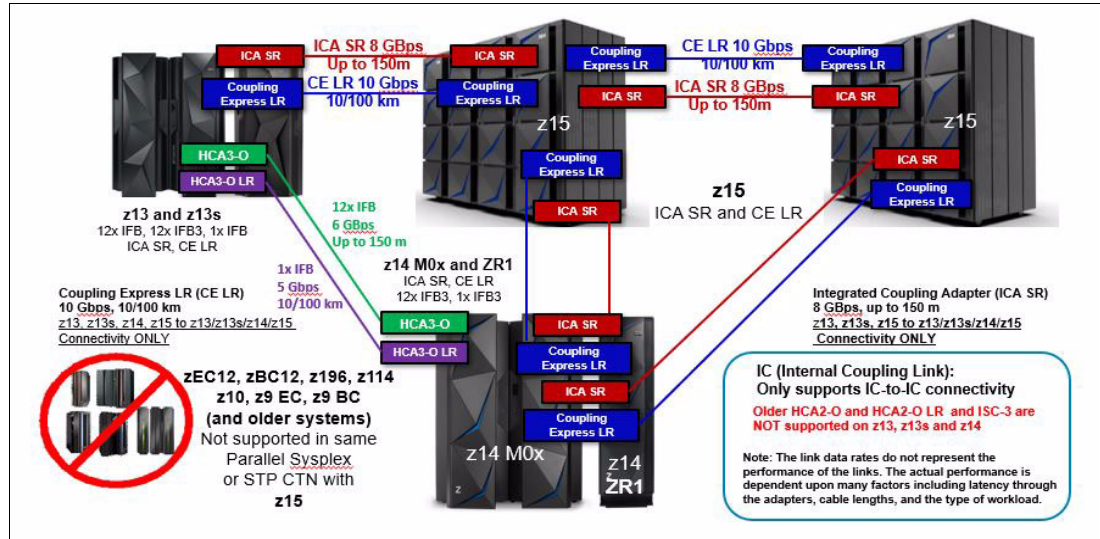 ICA SR
ICA SR 8 GBps
Up to 150m
ICA SR
Coupling
Express LR
CE LR 10 Gbps
10/100 km
Coupling
Express LR
Coupling
Express LR
CE LR 10 Gbps
10/100 km
Coupling
Express LR
ICA SR
ICA SR 8 GBps
Up to 150m
ICA SR
z15
z15
HCA3-O
HCA3-O LR
Coupling
Express LR
ICA SR
ICA SR
Coupling
Express LR
z13 and z13s
12x IFB, 12x IFB3, 1x IFB
ICA SR, CE LR
12x IFB
6 GBps
Up to 150 m
z15
ICA SR and CE LR
1x IFB
5 Gbps
10/100 km
z14 M0x and ZR1
ICA SR, CE LR
12x IFB3, 1x IFB3
Coupling Express LR (CE LR)
10 Gbps, 10/100 km
z13, z13s, z14, z15 to z13/z13s/z14/z15
Connectivity ONLY
Integrated Coupling Adapter (ICA SR)
8 GBps, up to 150 m
z13, z13s, z15 to z13/z13s/z14/z15
Connectivity ONLY
HCA3-O
HCA3-O LR
ICA SR
Coupling
Express LR
ICA SR
Coupling
Express LR
z14 M0x
z
z14
z
ZR1
zEC12, zBC12, z196, z114
z10, z9 EC, z9 BC
(and older systems)
Not supported in same
Parallel Sysplex
or STP CTN with
z15
IC (Internal Coupling Link):
Only supports IC-to-IC connectivity
Older HCA2-O and HCA2-O LR and ISC-3 are
NOT supported on z13, z13s and z14
Note: The link data rates do not represent the
performance of the links. The actual performance is
dependent upon many factors including latency through
the adapters, cable lengths, and the type of workload.